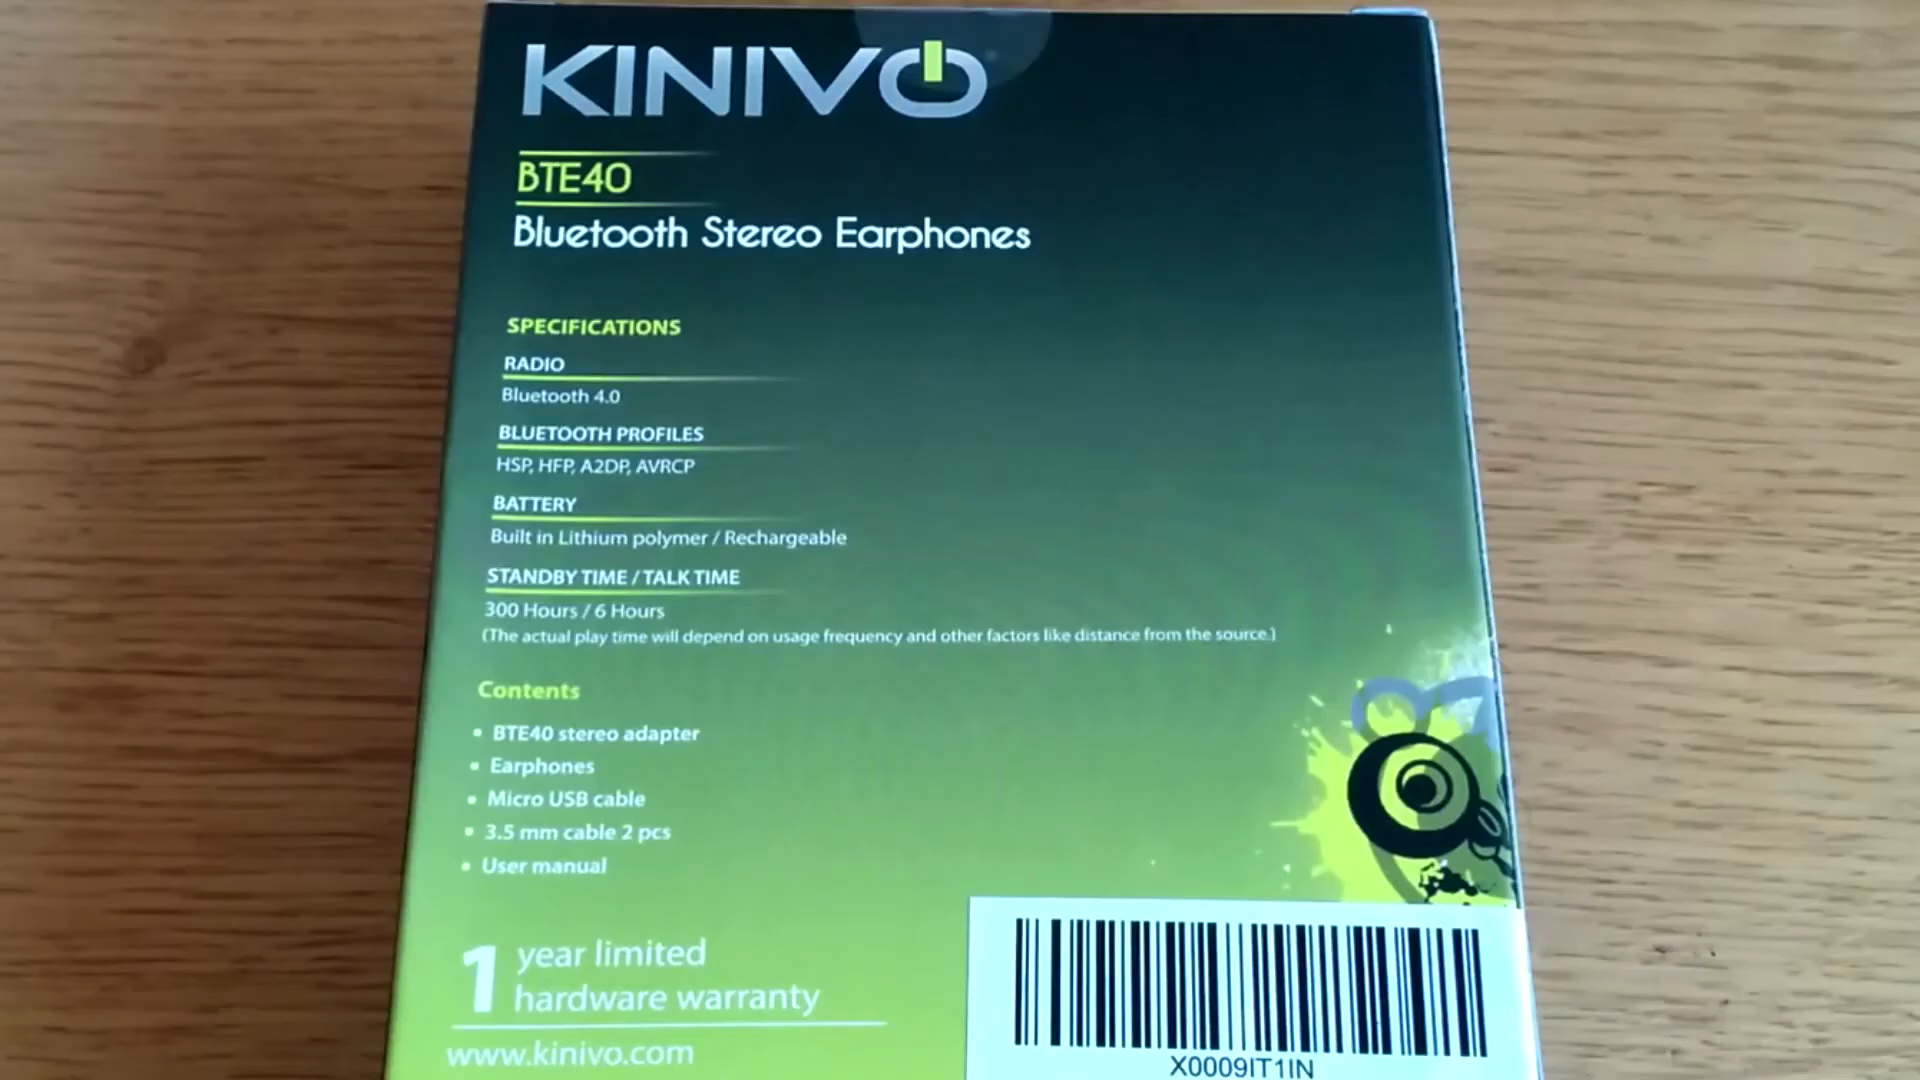 KINIVO
BTE40
Bluetooth Stereo Earphones
SPECIFICATIONS
RADIO
Bluetooth 4.0
BLUETOOTH PROFILES
HSP, HFP, A2DP, AVRCP
BATTERY
Built in Lithium polymer / Rechargeable
STANDBY TIME / TALK TIME
300 Hours / 6 Hours
(The actual play time will depend on usage frequency and other factors like distance from the source.)
Contents
• BTE40 stereo adapter
• Earphones
• Micro USB cable
• 3.5 mm cable 2 pcs
• User manual
1 year limited
hardware warranty
www.kinivo.com
X0009IT1IN